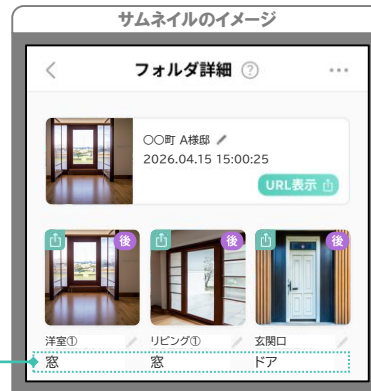 サムネイルのイメージ
フォルダ詳細 ?
○○町 A様邸
2026.04.15 15:00:25
URL表示
後 後 後
洋室① リビング① 玄関口
窓 窓 ドア